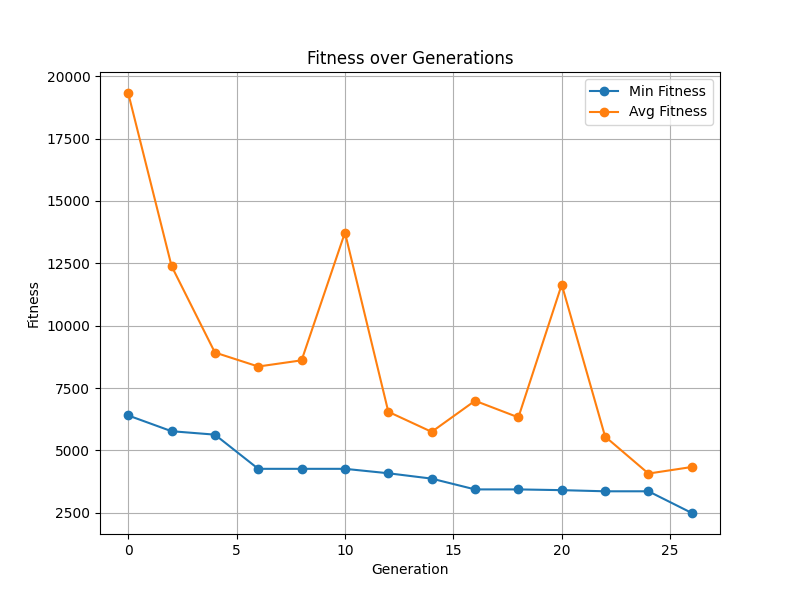 Fitness over Generations
20000
17500
15000
12500
10000
7500
5000
2500
Fitness
Min Fitness
Avg Fitness
0 5 10 15 20 25
Generation